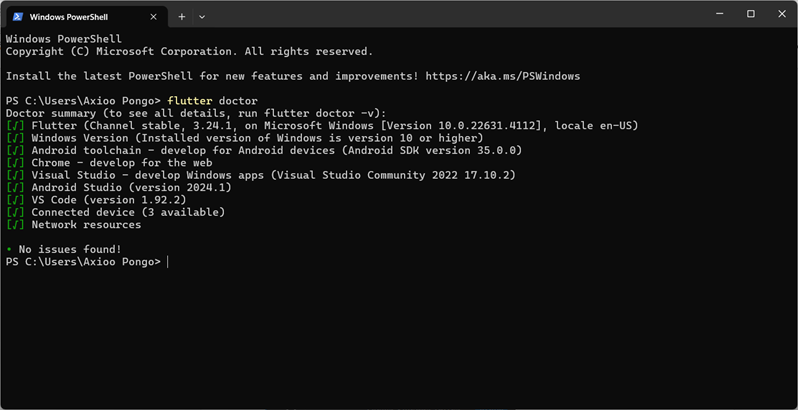 Windows PowerShell
Windows PowerShell
Copyright (C) Microsoft Corporation. All rights reserved.
Install the latest PowerShell for new features and improvements! https://aka.ms/PSWindows
PS C:\Users\Axioo Pongo> flutter doctor
Doctor summary (to see all details, run flutter doctor -v):
[√] Flutter (Channel stable, 3.24.1, on Microsoft Windows [Version 10.0.22631.4112], locale en-US)
[√] Windows Version (Installed version of Windows is version 10 or higher)
[√] Android toolchain - develop for Android devices (Android SDK version 35.0.0)
[√] Chrome - develop for the web
[√] Visual Studio - develop Windows apps (Visual Studio Community 2022 17.10.2)
[√] Android Studio (version 2024.1)
[√] VS Code (version 1.92.2)
[√] Connected device (3 available)
[√] Network resources
• No issues found!
PS C:\Users\Axioo Pongo>